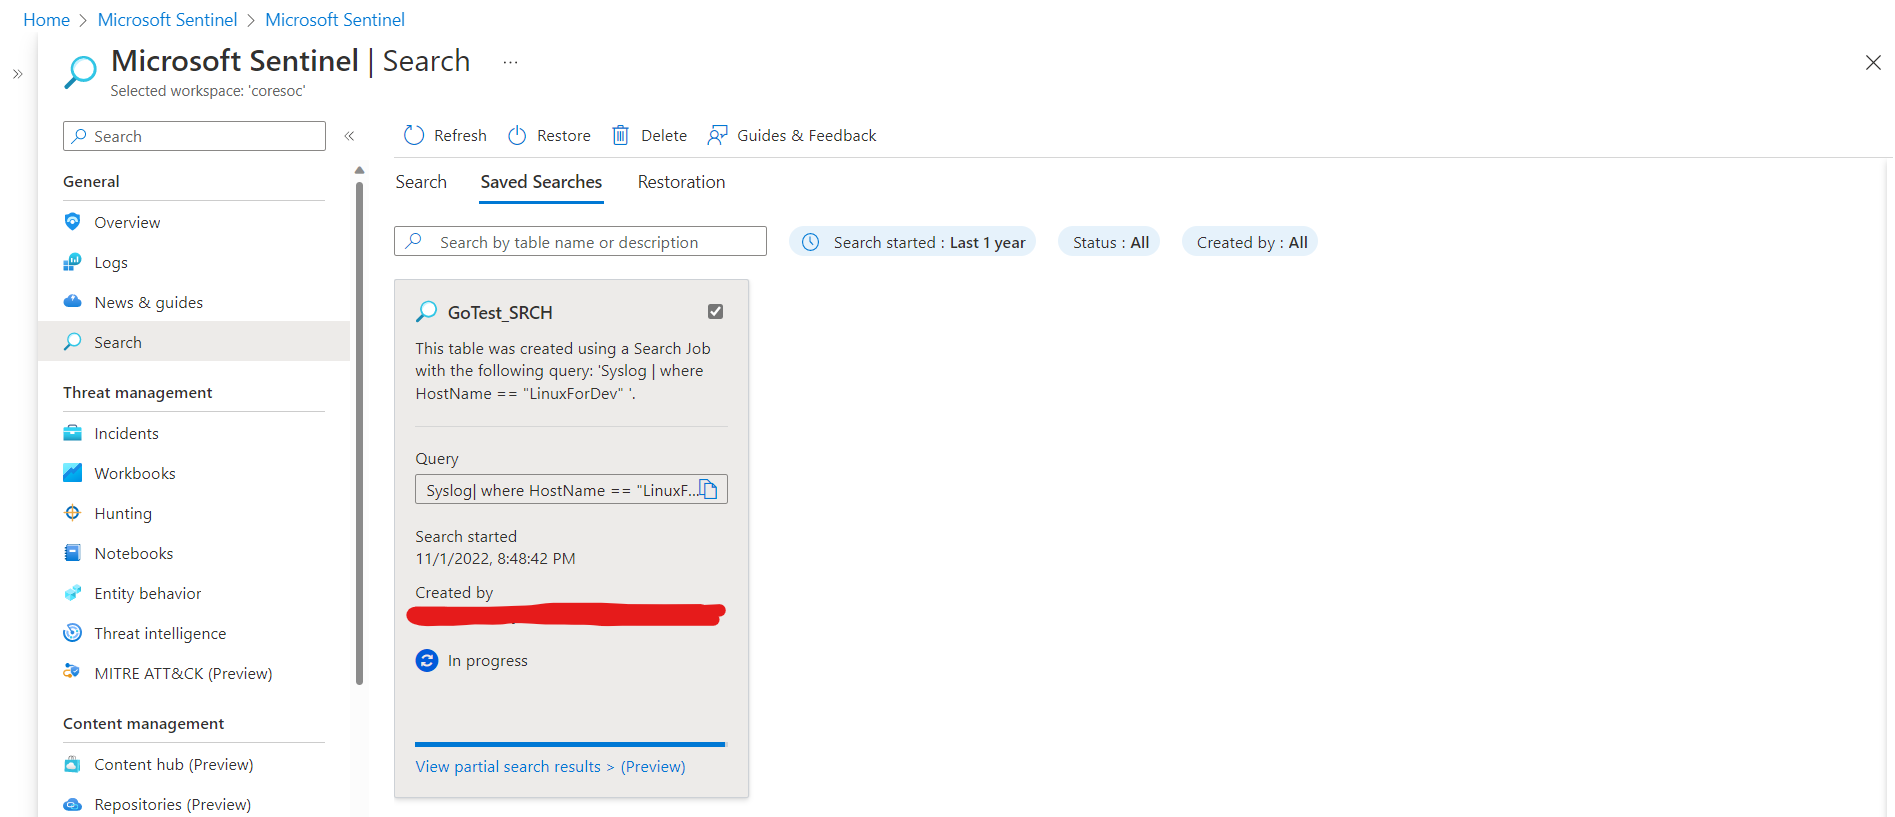 Home > Microsoft Sentinel > Microsoft Sentinel
Microsoft Sentinel | Search ...
Selected workspace: 'coresoc'
Search
General
Overview
Logs
News & guides
Search
Threat management
Incidents
Workbooks
Hunting
Notebooks
Entity behavior
Threat intelligence
MITRE ATT&CK (Preview)
Content management
Content hub (Preview)
Repositories (Preview)
Refresh Restore Delete Guides & Feedback
Search Saved Searches Restoration
Search by table name or description
Search started : Last 1 year
Status : All
Created by : All
GoTest_SRCH
This table was created using a Search Job
with the following query: 'Syslog | where
HostName == "LinuxForDev" '.
Query
Syslog| where HostName == "LinuxF...
Search started
11/1/2022, 8:48:42 PM
Created by
In progress
View partial search results > (Preview)